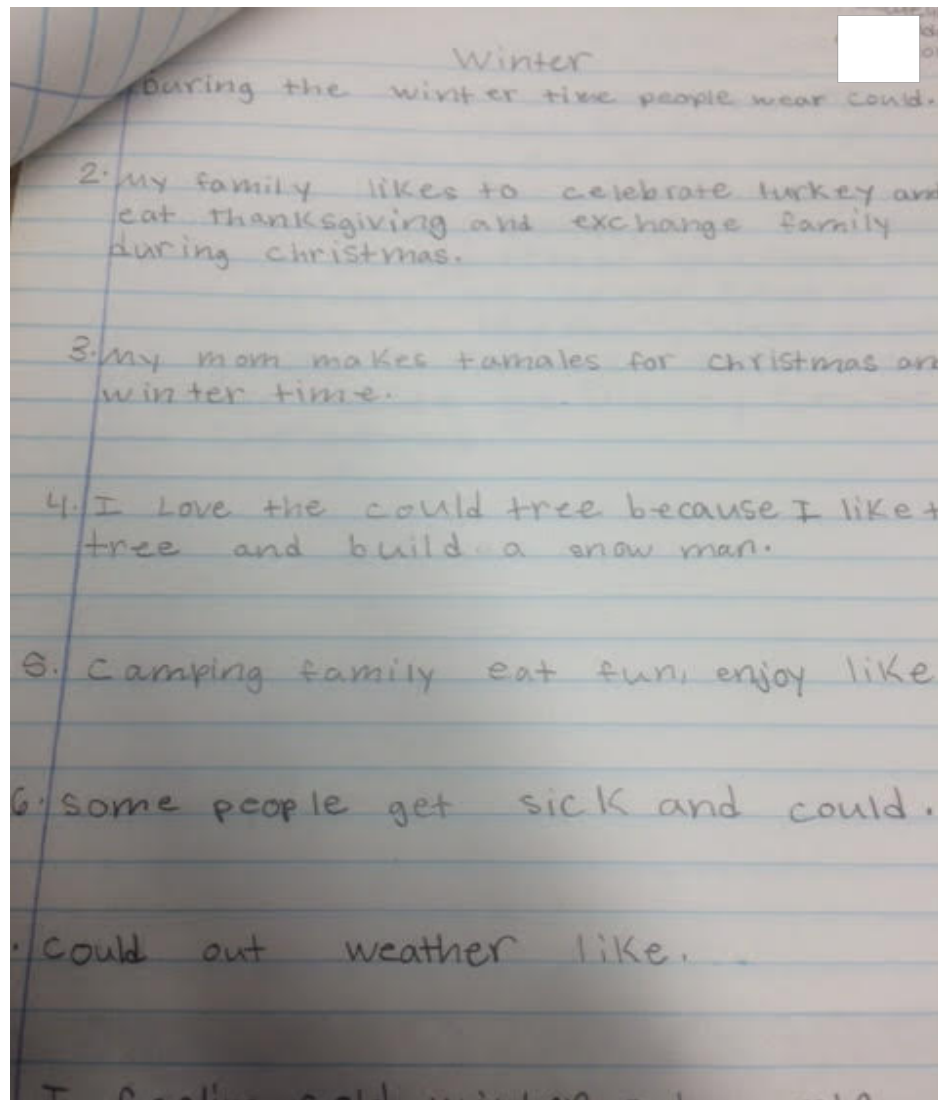 Winter
During the winter time people wear could.
2. My family likes to celebrate turkey and
eat Thanksgiving and exchange family
during christmas.
3. My mom makes tamales for christmas an
winter time.
4. I Love the could tree because I like t
tree and build a snow man.
5. Camping family eat fun, enjoy like
6. some people get sick and could.
. could out weather like.